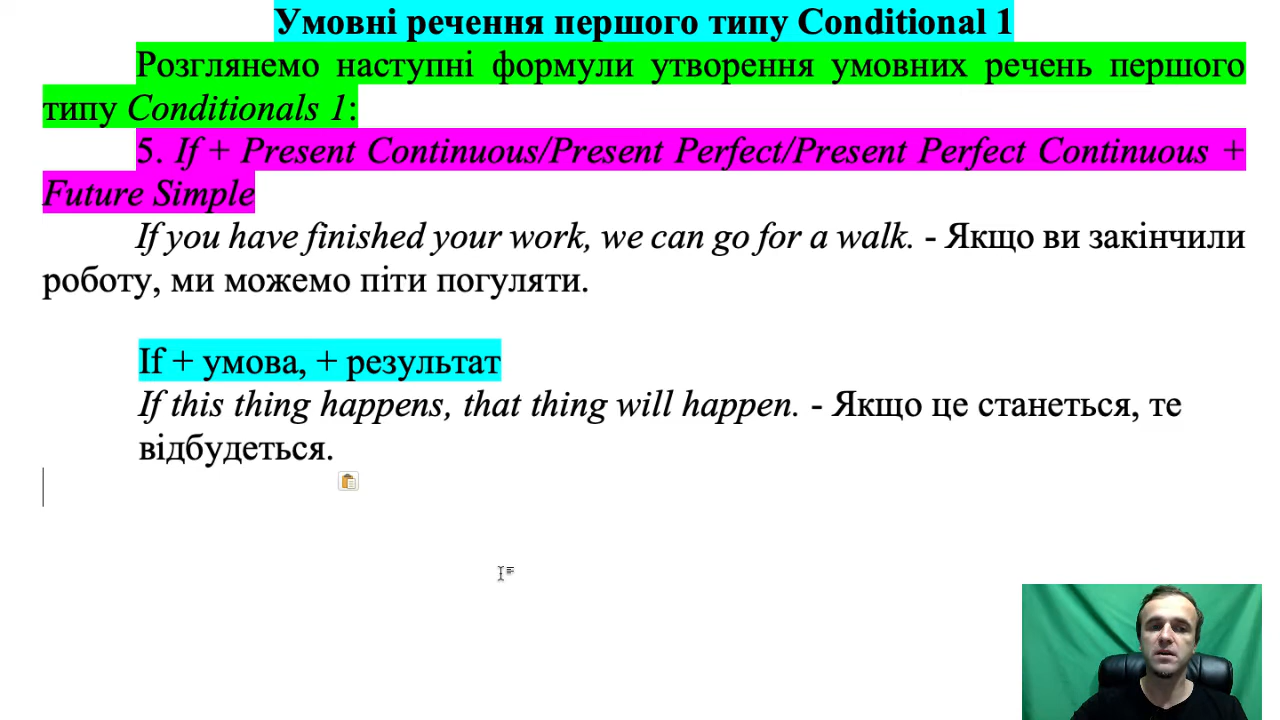 Умовні речення першого типу Conditional 1
Розглянемо наступні формули утворення умовних речень першого
типу Conditionals 1:
5. If + Present Continuous/Present Perfect/Present Perfect Continuous +
Future Simple
If you have finished your work, we can go for a walk. - Якщо ви закінчили
роботу, ми можемо піти погуляти.
If + умова, + результат
If this thing happens, that thing will happen. - Якщо це станеться, те
відбудеться.